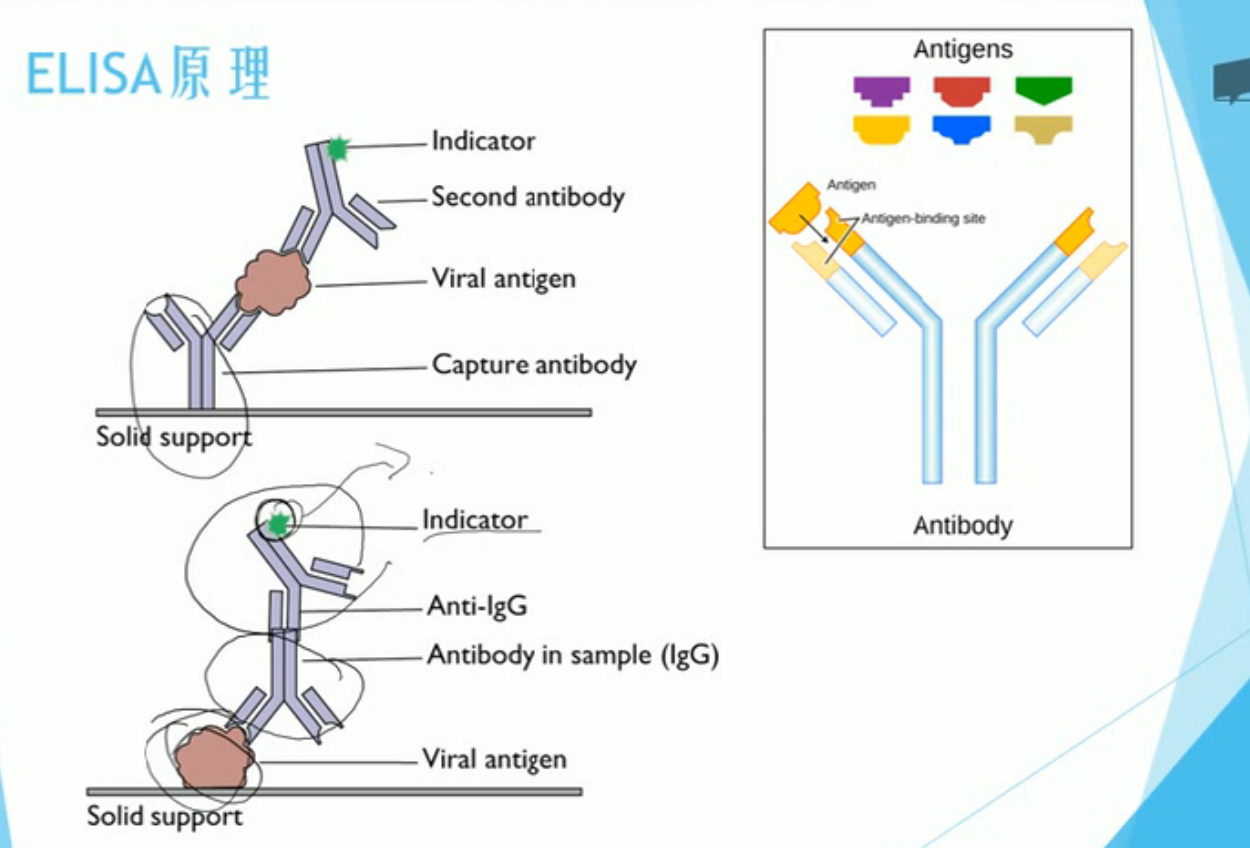 ELISA原理
Indicator
Second antibody
Viral antigen
Capture antibody
Solid support
Indicator
Anti-IgG
Antibody in sample (IgG)
Viral antigen
Solid support
Antigens
Antigen
Antigen-binding site
Antibody